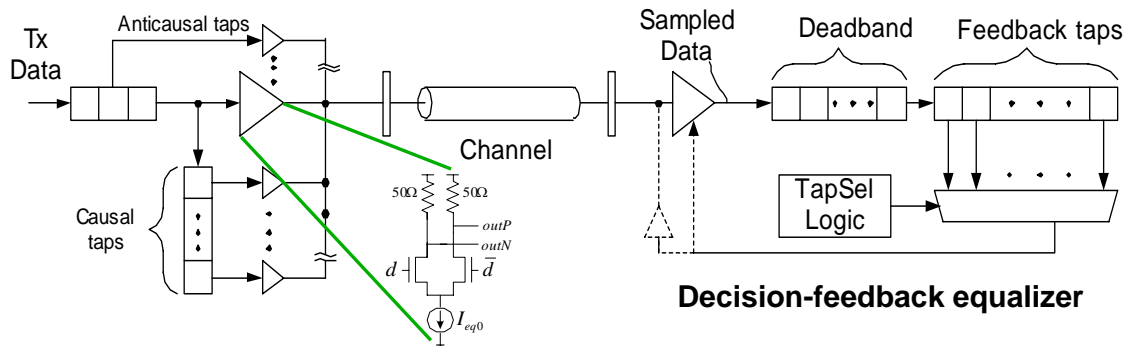 Anticausal taps
Tx
Data
Causal
taps
Channel
50Ω 50Ω
outP
outN
d d̅
I_eq0
Sampled
Data
Deadband
Feedback taps
TapSel
Logic
Decision-feedback equalizer